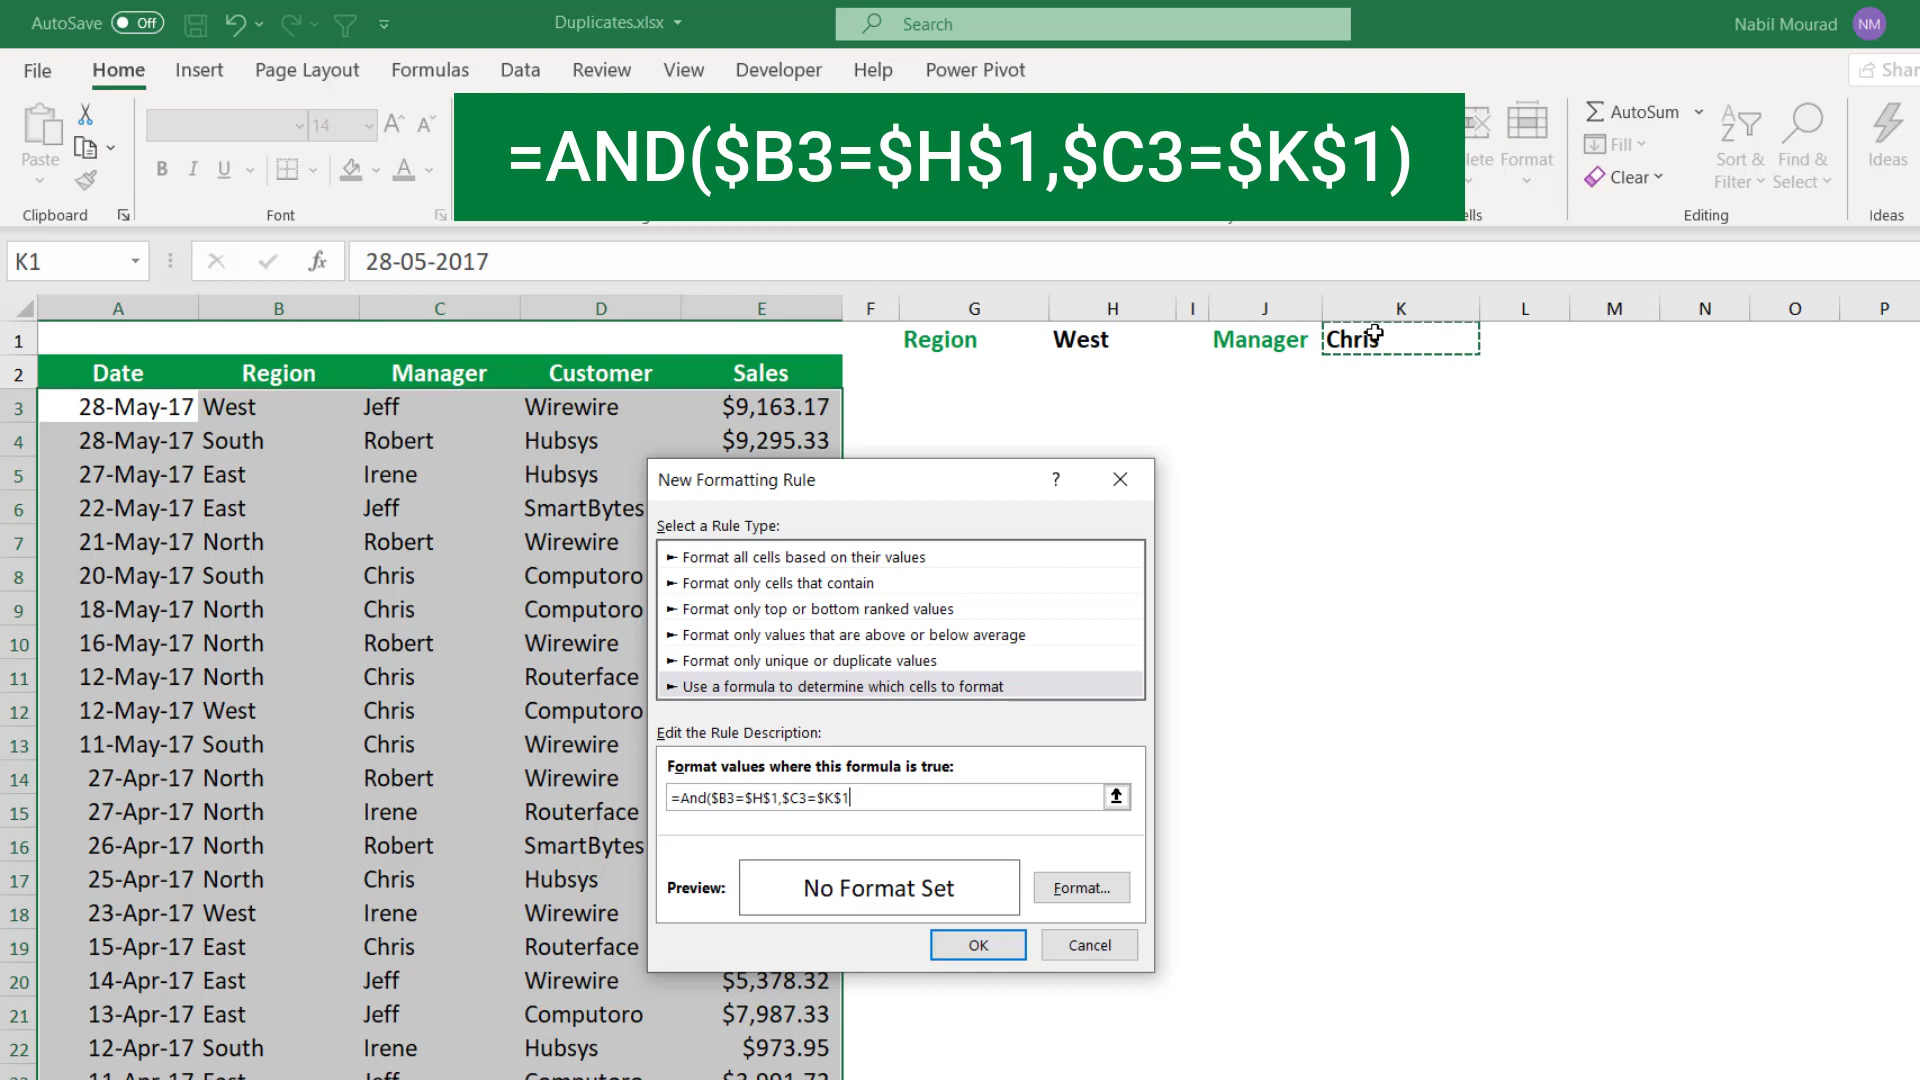 AutoSave Off Duplicates.xlsx Search Nabil Mourad NM
File Home Insert Page Layout Formulas Data Review View Developer Help Power Pivot Shar
=AND($B3=$H$1,$C3=$K$1)
Paste 14 B I U lete Format AutoSum Fill Clear Sort & Filter Find & Select Ideas
Clipboard Font ells Editing Ideas
K1 fx 28-05-2017
A B C D E F G H I J K L M N O P
1 Region West Manager Chris
2 Date Region Manager Customer Sales
3 28-May-17 West Jeff Wirewire $9,163.17
4 28-May-17 South Robert Hubsys $9,295.33
5 27-May-17 East Irene Hubsys
6 22-May-17 East Jeff SmartBytes
7 21-May-17 North Robert Wirewire
8 20-May-17 South Chris Computoro
9 18-May-17 North Chris Computoro
10 16-May-17 North Robert Wirewire
11 12-May-17 North Chris Routerface
12 12-May-17 West Chris Computoro
13 11-May-17 South Chris Wirewire
14 27-Apr-17 North Robert Wirewire
15 27-Apr-17 North Irene Routerface
16 26-Apr-17 North Robert SmartBytes
17 25-Apr-17 North Chris Hubsys
18 23-Apr-17 West Irene Wirewire
19 15-Apr-17 East Chris Routerface
20 14-Apr-17 East Jeff Wirewire $5,378.32
21 13-Apr-17 East Jeff Computoro $7,987.33
22 12-Apr-17 South Irene Hubsys $973.95
11-Apr-17 East Jeff Computoro
New Formatting Rule ?
Select a Rule Type:
► Format all cells based on their values
► Format only cells that contain
► Format only top or bottom ranked values
► Format only values that are above or below average
► Format only unique or duplicate values
► Use a formula to determine which cells to format
Edit the Rule Description:
Format values where this formula is true:
=And($B3=$H$1,$C3=$K$1
Preview: No Format Set Format...
OK Cancel